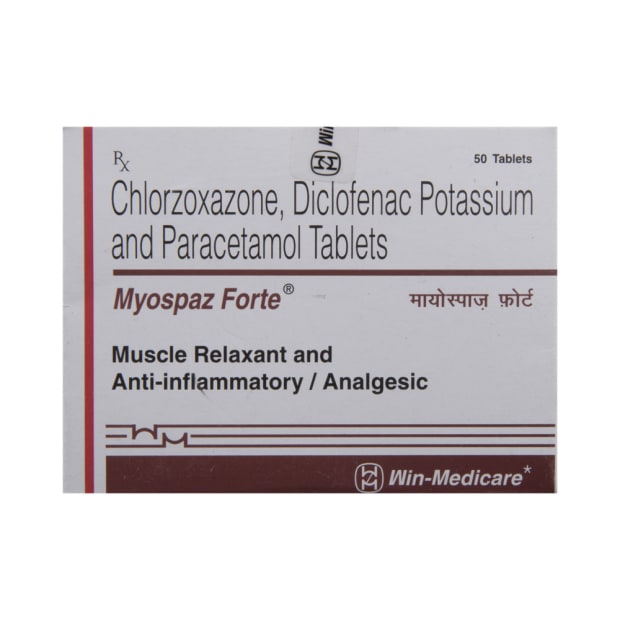 Rx
50 Tablets
Chlorzoxazone, Diclofenac Potassium
and Paracetamol Tablets
Myospaz Forte®
मायोस्पाज़ फ़ोर्ट
Muscle Relaxant and
Anti-inflammatory / Analgesic
Win-Medicare*